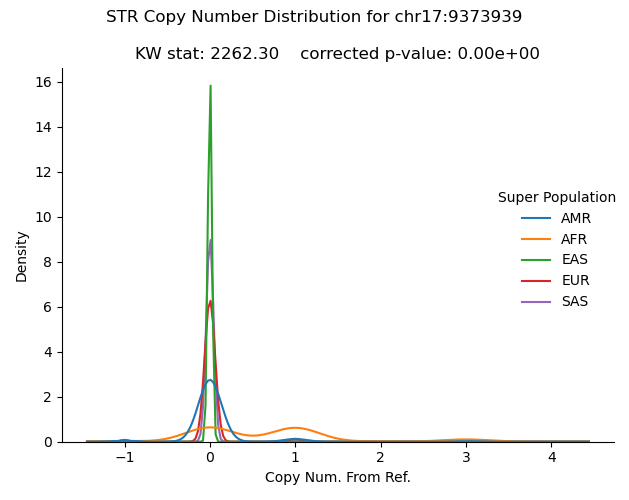 STR Copy Number Distribution for chr17:9373939
KW stat: 2262.30    corrected p-value: 0.00e+00
16
14
12
10
8
6
4
2
0
Density
−1
0
1
2
3
4
Copy Num. From Ref.
Super Population
AMR
AFR
EAS
EUR
SAS